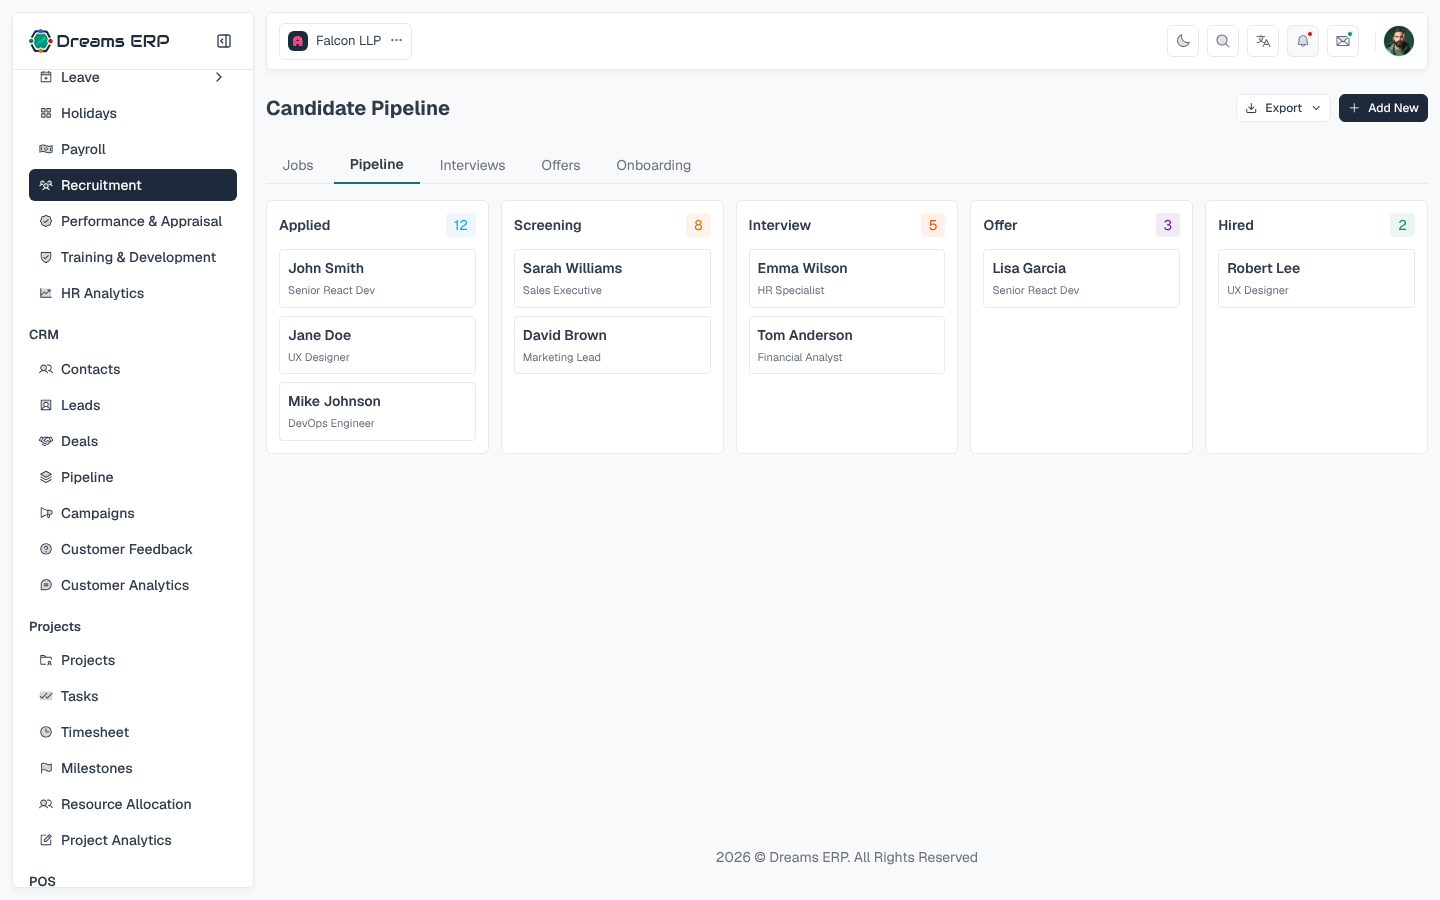 Dreams ERP
Leave
Holidays
Payroll
Recruitment
Performance & Appraisal
Training & Development
HR Analytics
CRM
Contacts
Leads
Deals
Pipeline
Campaigns
Customer Feedback
Customer Analytics
Projects
Projects
Tasks
Timesheet
Milestones
Resource Allocation
Project Analytics
POS
Falcon LLP
Candidate Pipeline
Export
Add New
Jobs
Pipeline
Interviews
Offers
Onboarding
Applied 12
John Smith
Senior React Dev
Jane Doe
UX Designer
Mike Johnson
DevOps Engineer
Screening 8
Sarah Williams
Sales Executive
David Brown
Marketing Lead
Interview 5
Emma Wilson
HR Specialist
Tom Anderson
Financial Analyst
Offer 3
Lisa Garcia
Senior React Dev
Hired 2
Robert Lee
UX Designer
2026 © Dreams ERP. All Rights Reserved